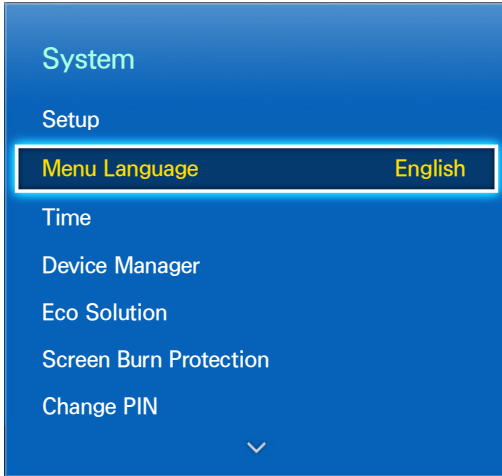 System
Setup
Menu Language English
Time
Device Manager
Eco Solution
Screen Burn Protection
Change PIN